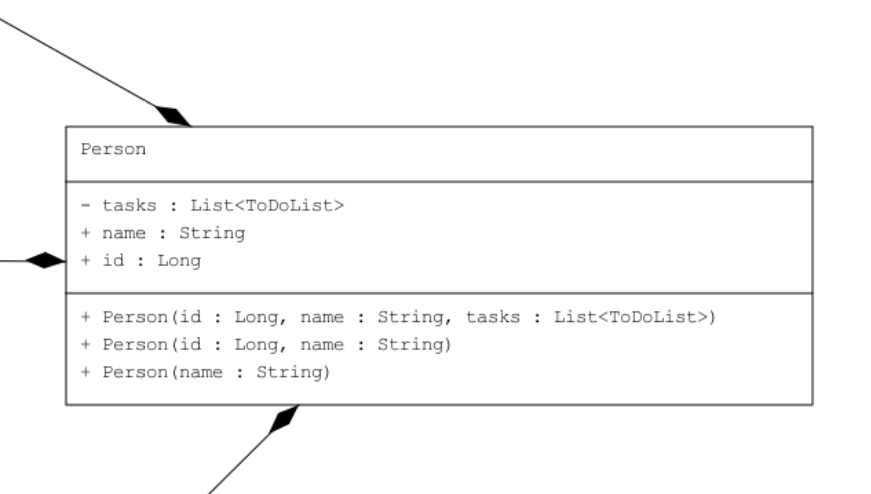 Person
- tasks : List<ToDoList>
+ name : String
+ id : Long
+ Person(id : Long, name : String, tasks : List<ToDoList>)
+ Person(id : Long, name : String)
+ Person(name : String)